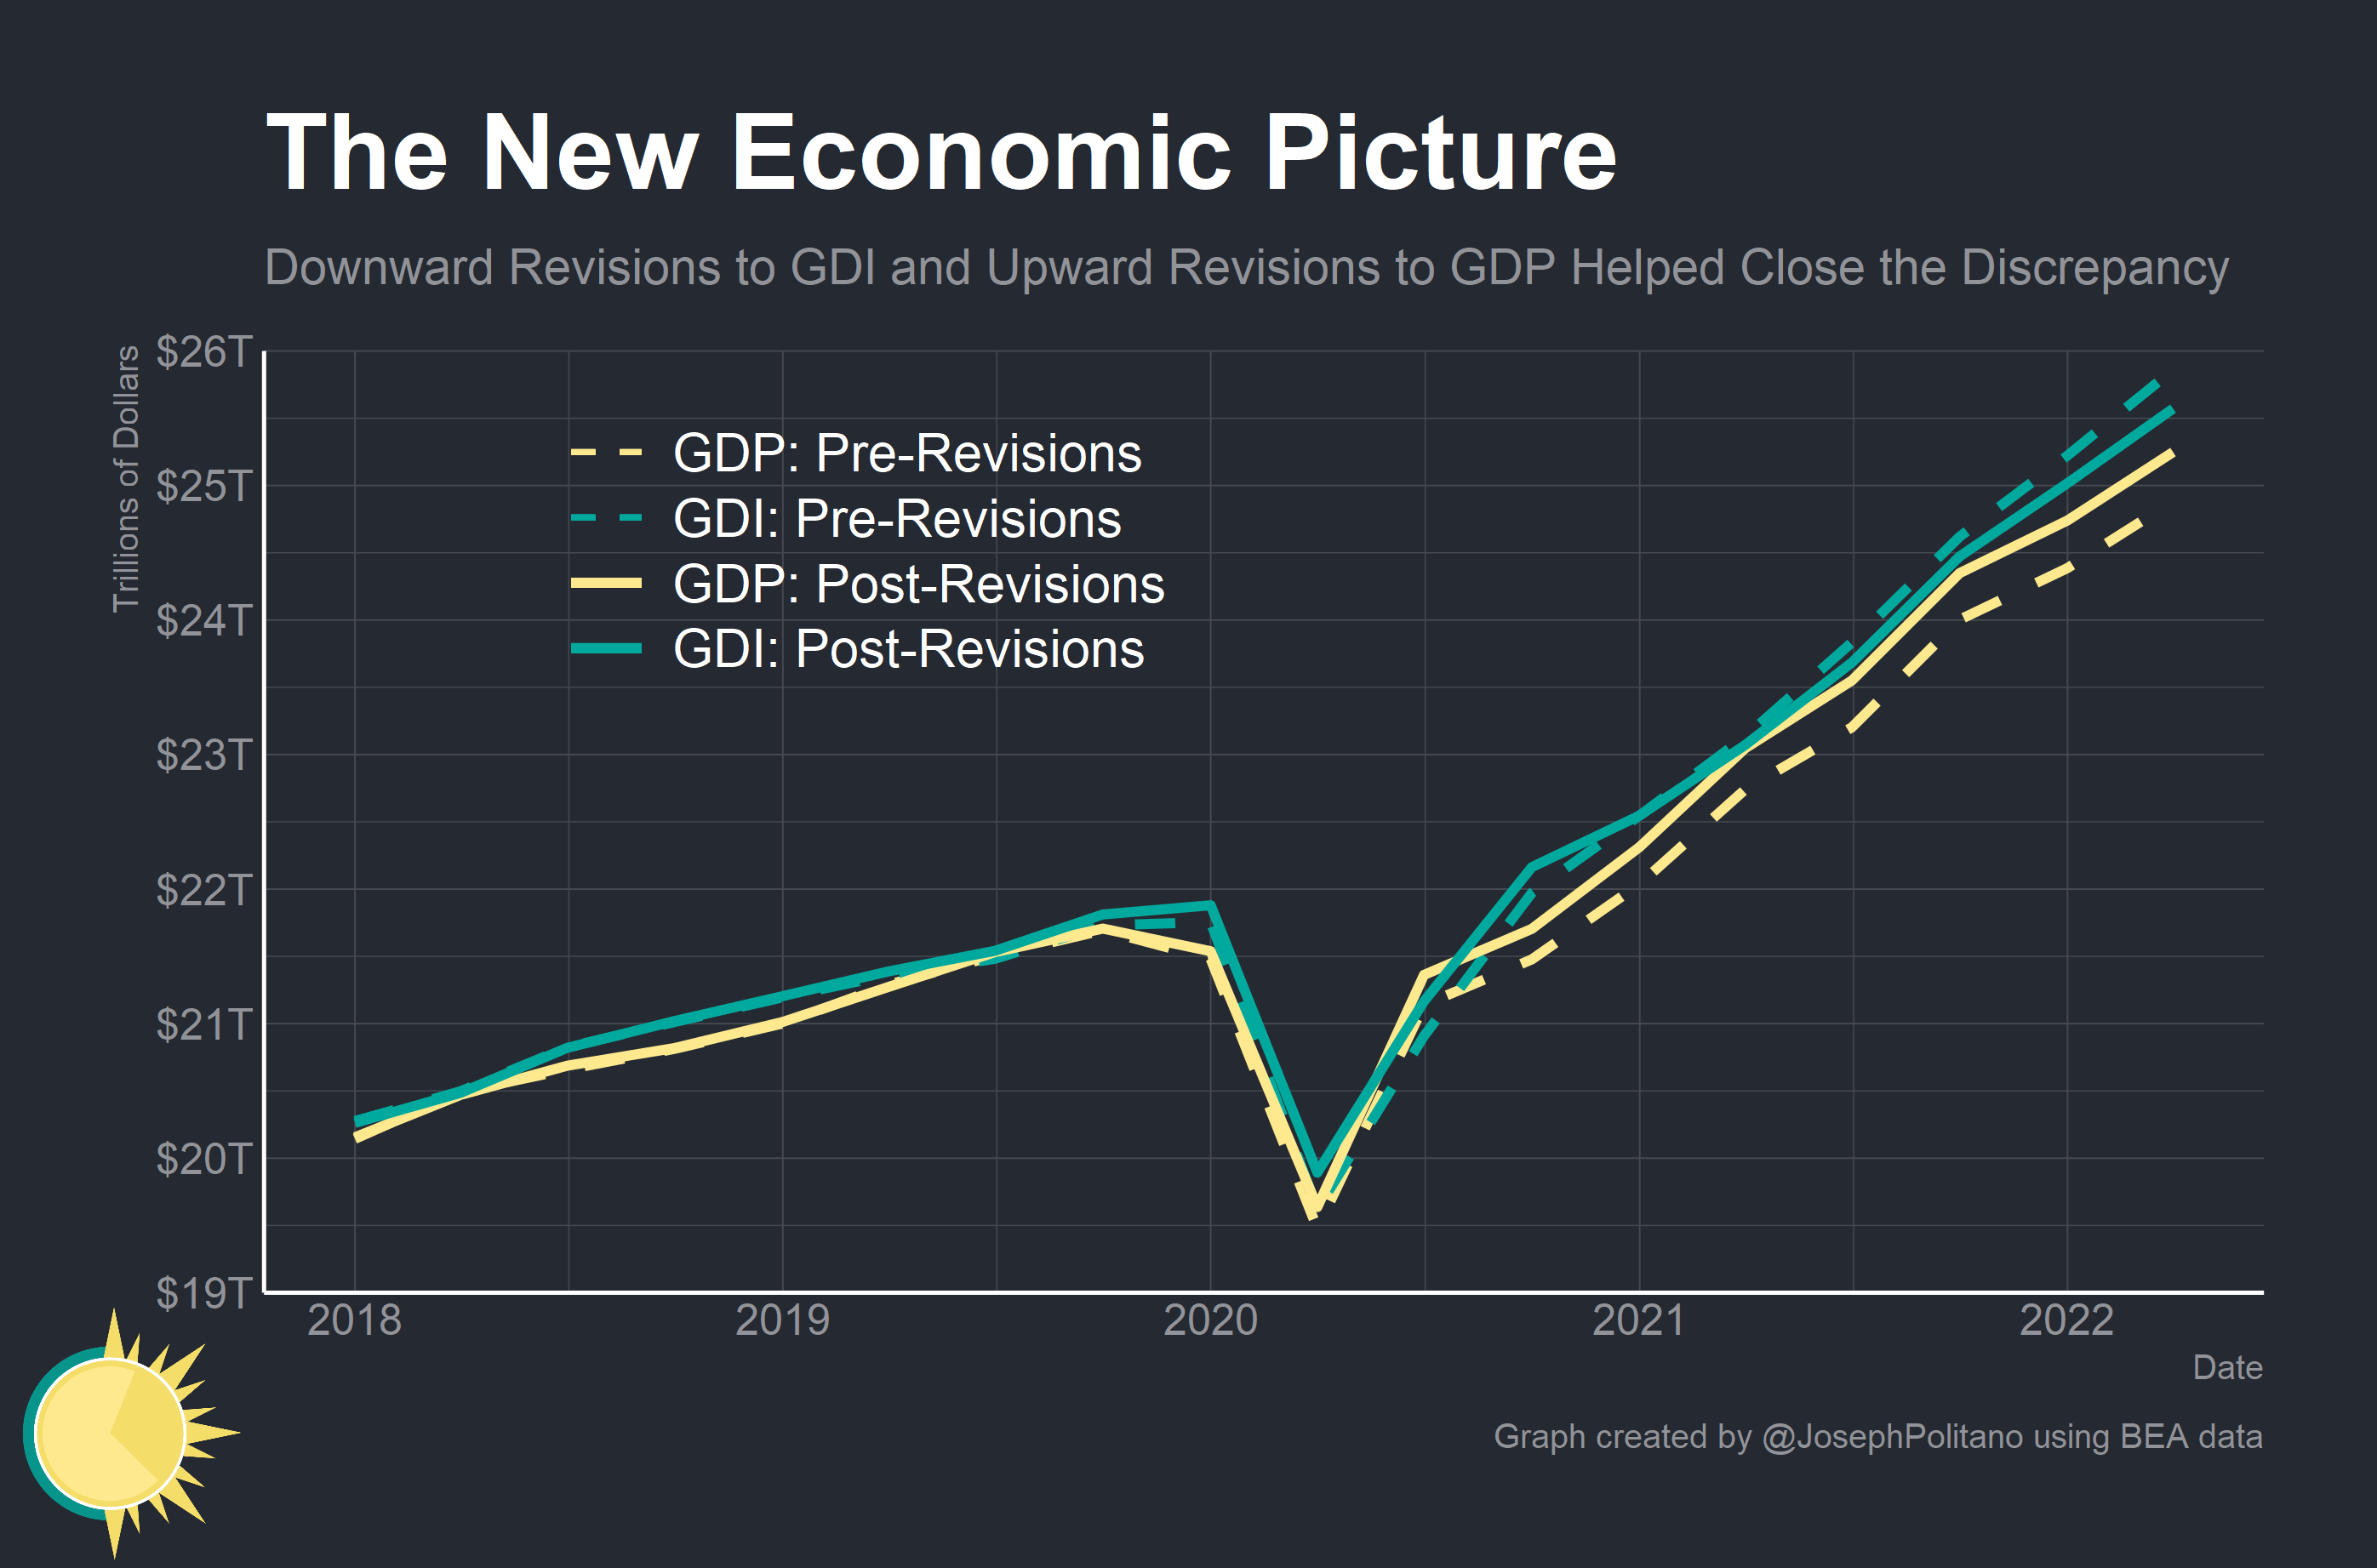 The New Economic Picture
Downward Revisions to GDI and Upward Revisions to GDP Helped Close the Discrepancy
Trillions of Dollars
$26T
$25T
$24T
$23T
$22T
$21T
$20T
$19T
GDP: Pre-Revisions
GDI: Pre-Revisions
GDP: Post-Revisions
GDI: Post-Revisions
2018 2019 2020 2021 2022
Date
Graph created by @JosephPolitano using BEA data